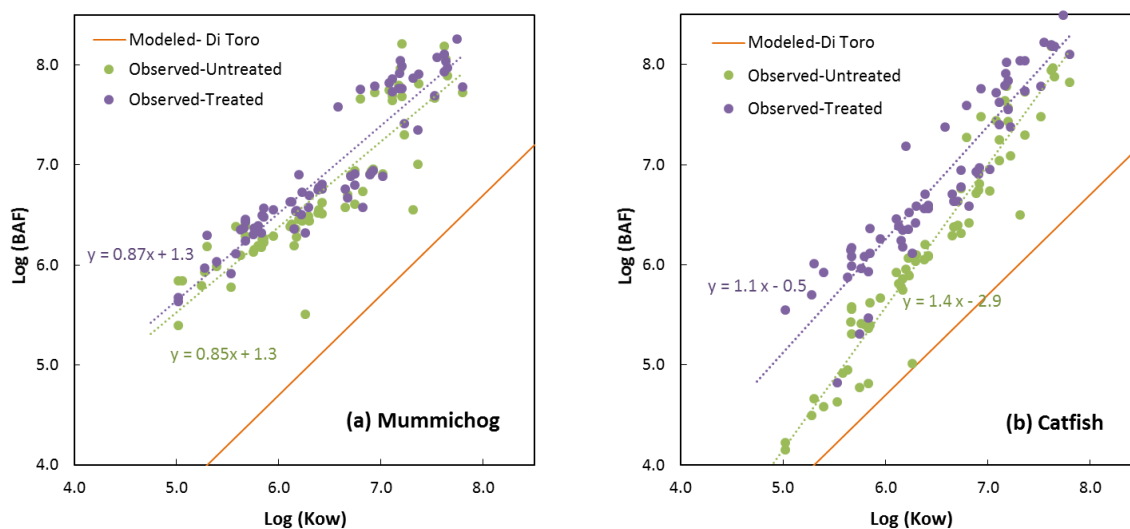 Modeled- Di Toro
Observed-Untreated
Observed-Treated
8.0
7.0
6.0
5.0
4.0
Log (BAF)
y = 0.87x + 1.3
y = 0.85x + 1.3
(a) Mummichog
4.0 5.0 6.0 7.0 8.0
Log (Kow)
Modeled-Di Toro
Observed-Untreated
Observed-Treated
8.0
7.0
6.0
5.0
4.0
Log (BAF)
y = 1.1 x - 0.5
y = 1.4 x - 2.9
(b) Catfish
4.0 5.0 6.0 7.0 8.0
Log (Kow)